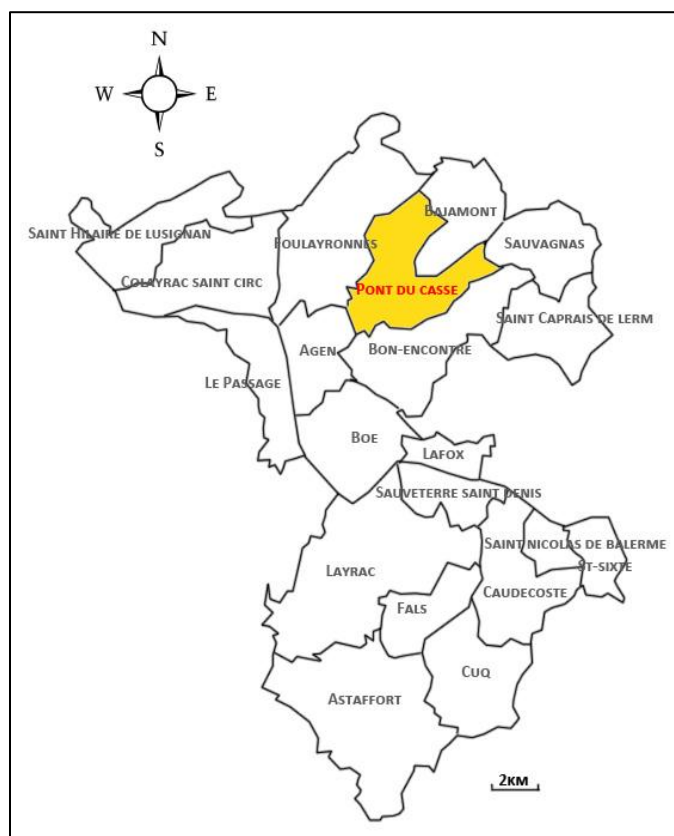 N
W E
S
BAJAMONT
SAINT HILAIRE DE LUSIGNAN
FOULAYRONNES
SAUVAGNAS
COLAYRAC SAINT CIRC
PONT DU CASSE
SAINT CAPRAIS DE LERM
AGEN
BON-ENCONTRE
LE PASSAGE
BOE
LAFOX
SAUVETERRE SAINT DENIS
SAINT NICOLAS DE BALERME
ST-SIXTE
LAYRAC
CAUDECOSTE
FALS
CUQ
ASTAFFORT
2KM